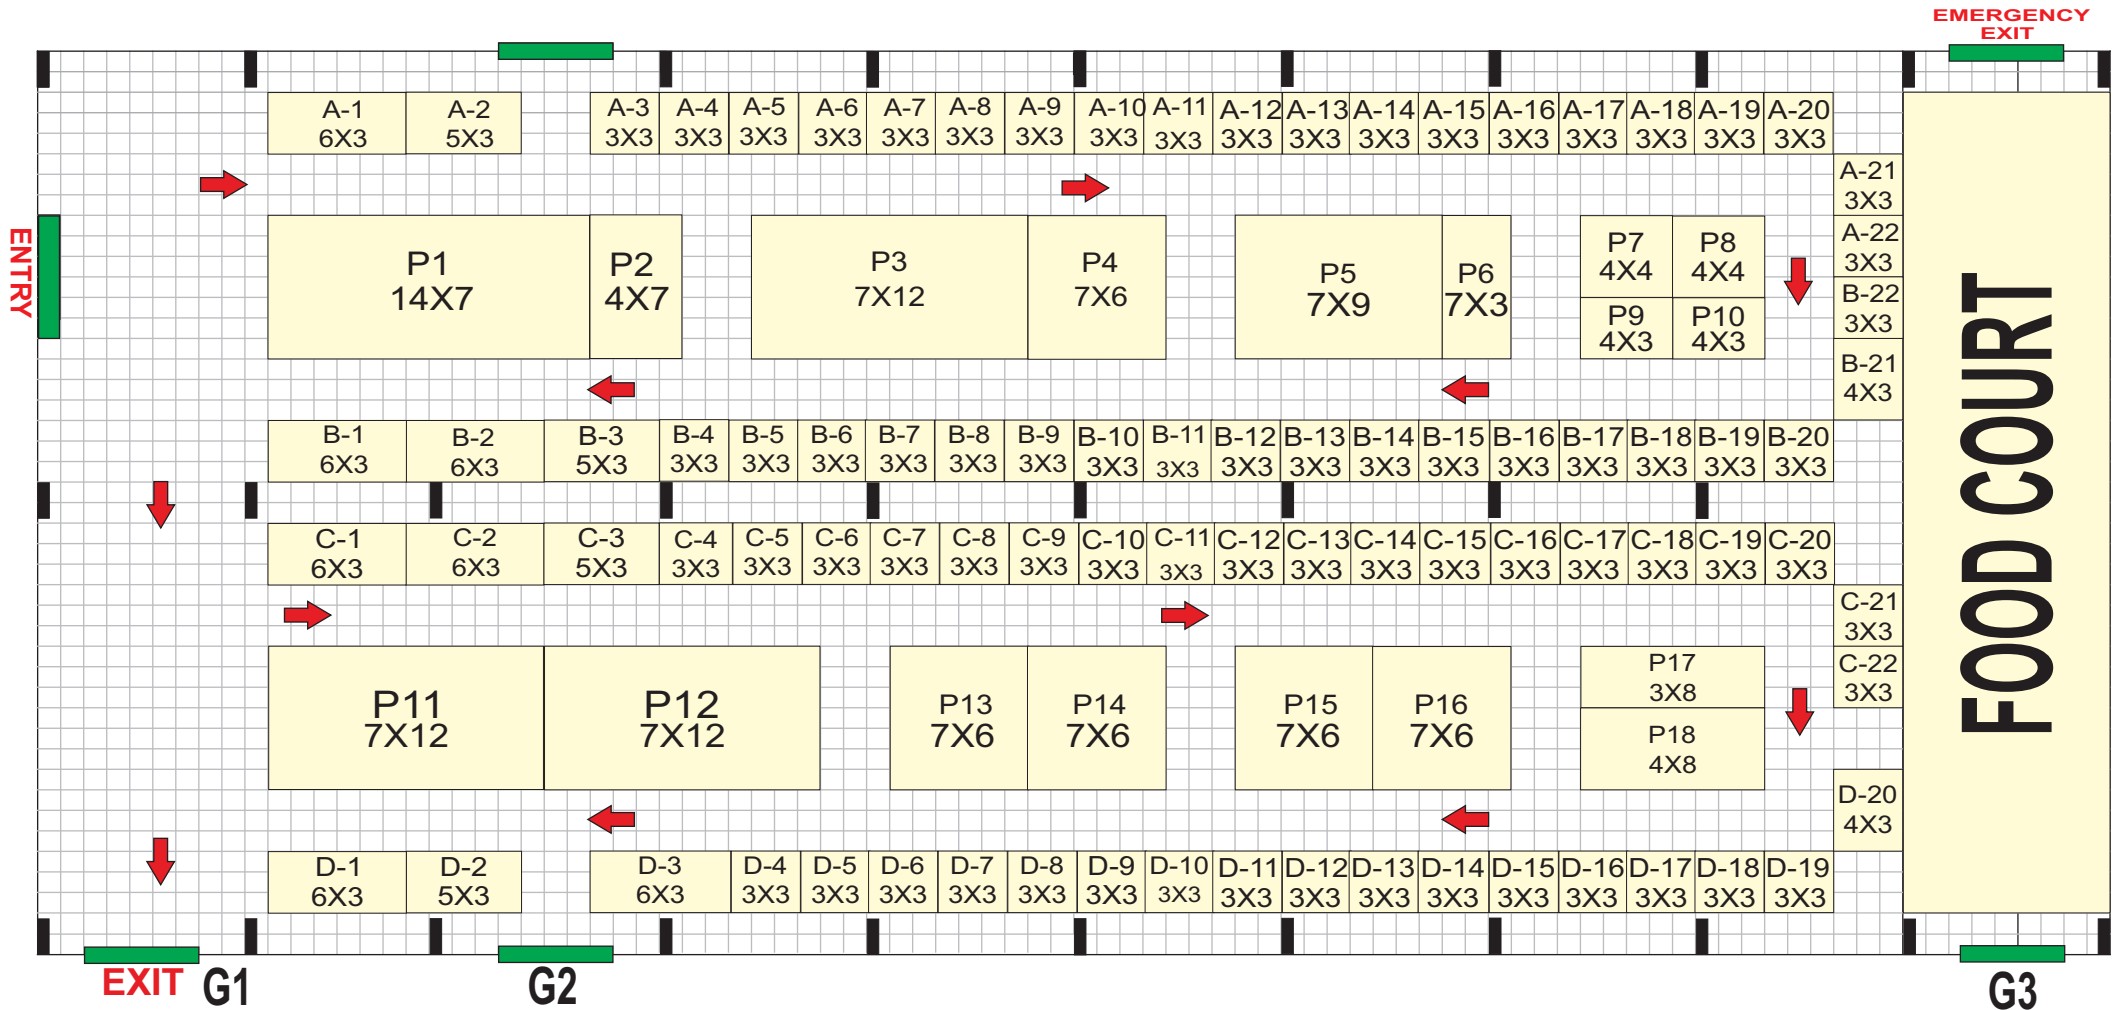 EMERGENCY
EXIT
A-1
6X3
A-2
5X3
A-3
3X3
A-4
3X3
A-5
3X3
A-6
3X3
A-7
3X3
A-8
3X3
A-9
3X3
A-10
3X3
A-11
3X3
A-12
3X3
A-13
3X3
A-14
3X3
A-15
3X3
A-16
3X3
A-17
3X3
A-18
3X3
A-19
3X3
A-20
3X3
A-21
3X3
A-22
3X3
B-22
3X3
B-21
4X3
ENTRY
P1
14X7
P2
4X7
P3
7X12
P4
7X6
P5
7X9
P6
7X3
P7
4X4
P8
4X4
P9
4X3
P10
4X3
FOOD COURT
B-1
6X3
B-2
6X3
B-3
5X3
B-4
3X3
B-5
3X3
B-6
3X3
B-7
3X3
B-8
3X3
B-9
3X3
B-10
3X3
B-11
3X3
B-12
3X3
B-13
3X3
B-14
3X3
B-15
3X3
B-16
3X3
B-17
3X3
B-18
3X3
B-19
3X3
B-20
3X3
C-1
6X3
C-2
6X3
C-3
5X3
C-4
3X3
C-5
3X3
C-6
3X3
C-7
3X3
C-8
3X3
C-9
3X3
C-10
3X3
C-11
3X3
C-12
3X3
C-13
3X3
C-14
3X3
C-15
3X3
C-16
3X3
C-17
3X3
C-18
3X3
C-19
3X3
C-20
3X3
C-21
3X3
C-22
3X3
P11
7X12
P12
7X12
P13
7X6
P14
7X6
P15
7X6
P16
7X6
P17
3X8
P18
4X8
D-20
4X3
D-1
6X3
D-2
5X3
D-3
6X3
D-4
3X3
D-5
3X3
D-6
3X3
D-7
3X3
D-8
3X3
D-9
3X3
D-10
3X3
D-11
3X3
D-12
3X3
D-13
3X3
D-14
3X3
D-15
3X3
D-16
3X3
D-17
3X3
D-18
3X3
D-19
3X3
EXIT
G1
G2
G3